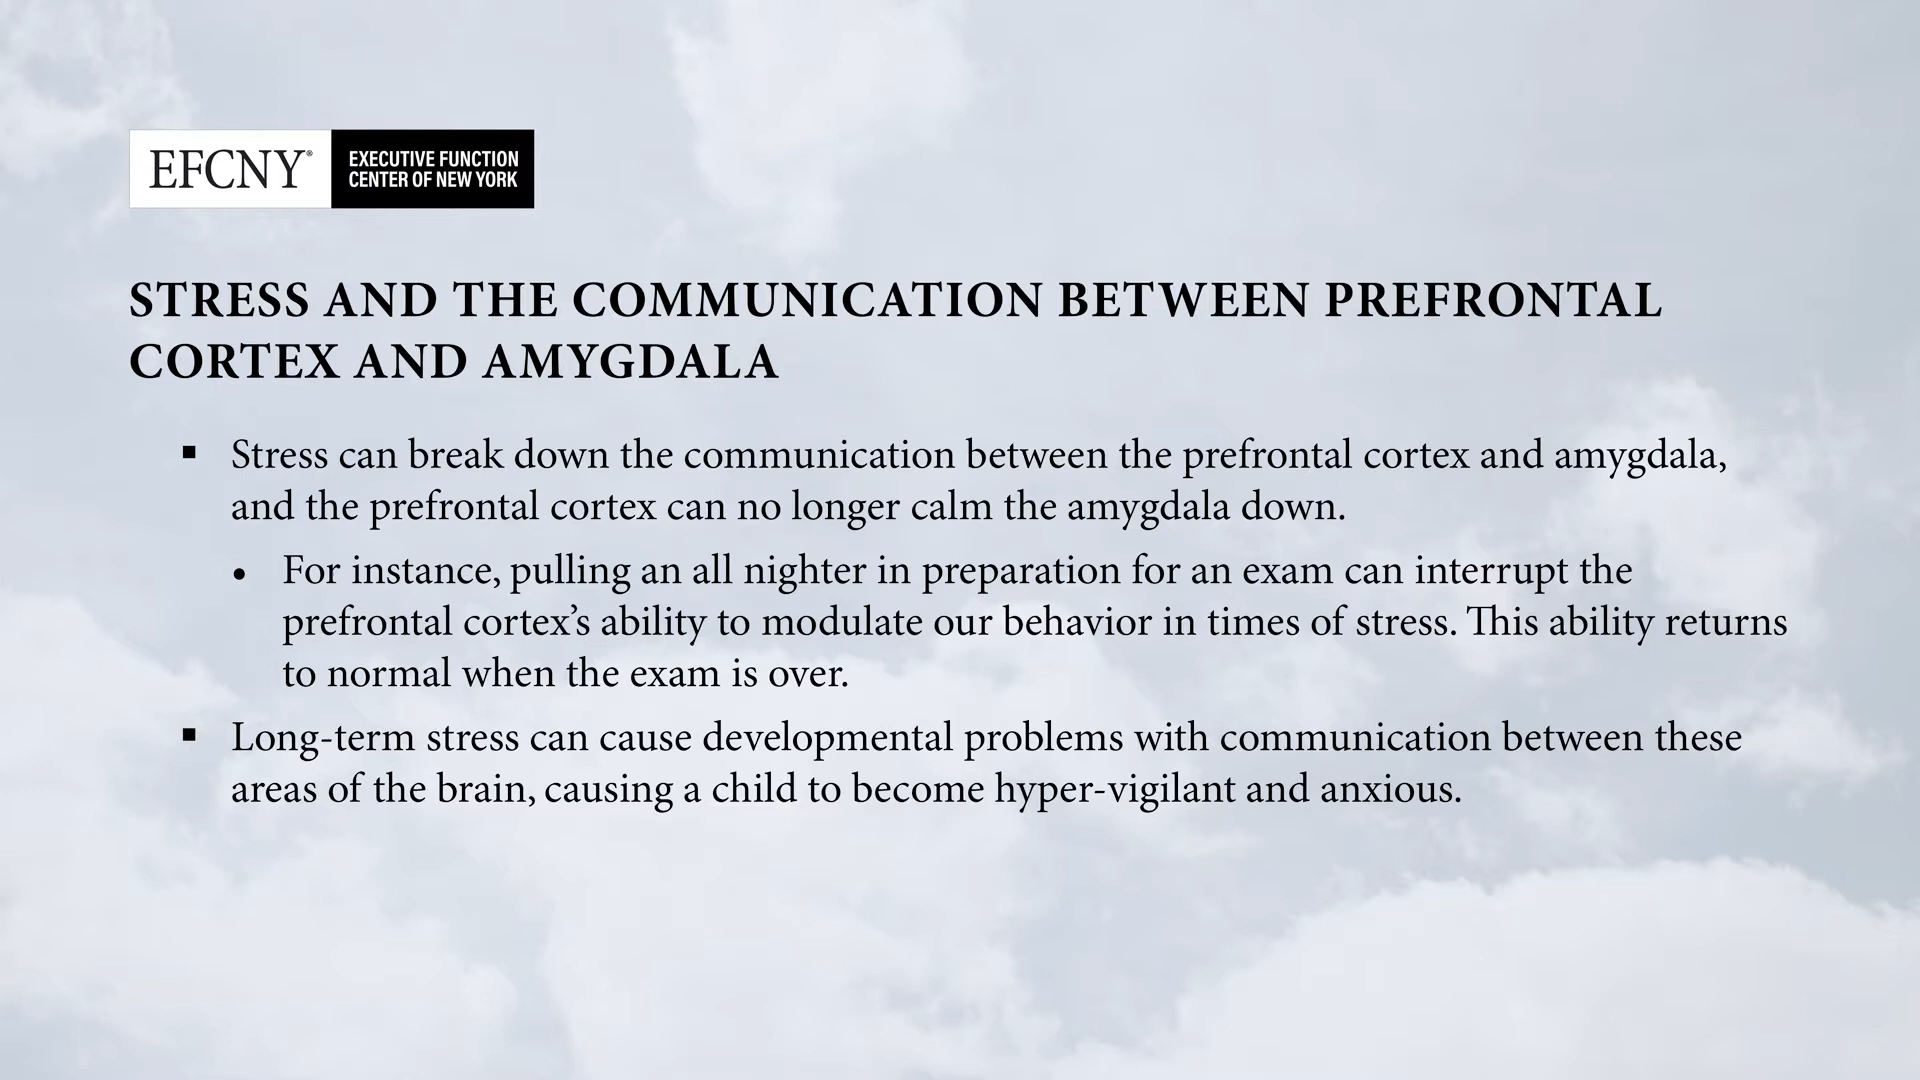 EFCNY®
EXECUTIVE FUNCTION
CENTER OF NEW YORK
STRESS AND THE COMMUNICATION BETWEEN PREFRONTAL
CORTEX AND AMYGDALA
▪ Stress can break down the communication between the prefrontal cortex and amygdala,
and the prefrontal cortex can no longer calm the amygdala down.
• For instance, pulling an all nighter in preparation for an exam can interrupt the
prefrontal cortex’s ability to modulate our behavior in times of stress. This ability returns
to normal when the exam is over.
▪ Long-term stress can cause developmental problems with communication between these
areas of the brain, causing a child to become hyper-vigilant and anxious.